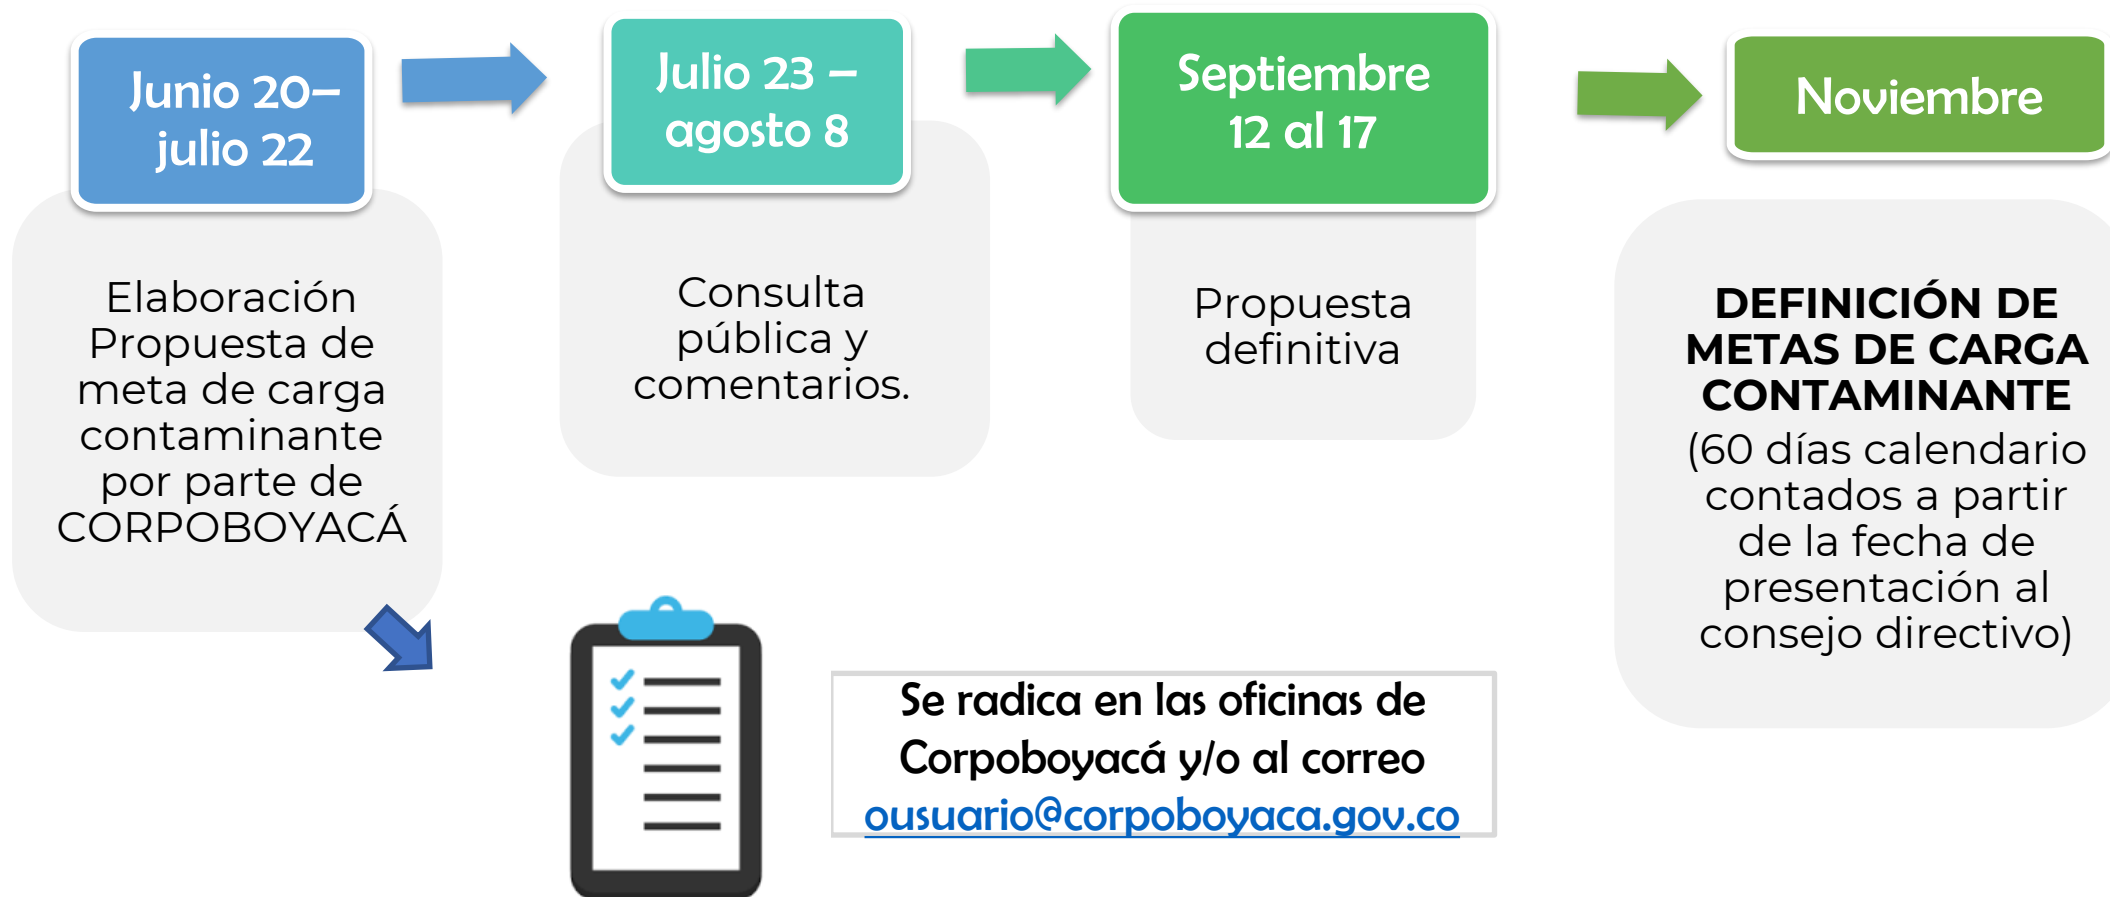 Junio 20–
julio 22
Elaboración
Propuesta de
meta de carga
contaminante
por parte de
CORPOBOYACÁ
Julio 23 –
agosto 8
Consulta
pública y
comentarios.
Septiembre
12 al 17
Propuesta
definitiva
Noviembre
DEFINICIÓN DE
METAS DE CARGA
CONTAMINANTE
(60 días calendario
contados a partir
de la fecha de
presentación al
consejo directivo)
Se radica en las oficinas de
Corpoboyacá y/o al correo
ousuario@corpoboyaca.gov.co